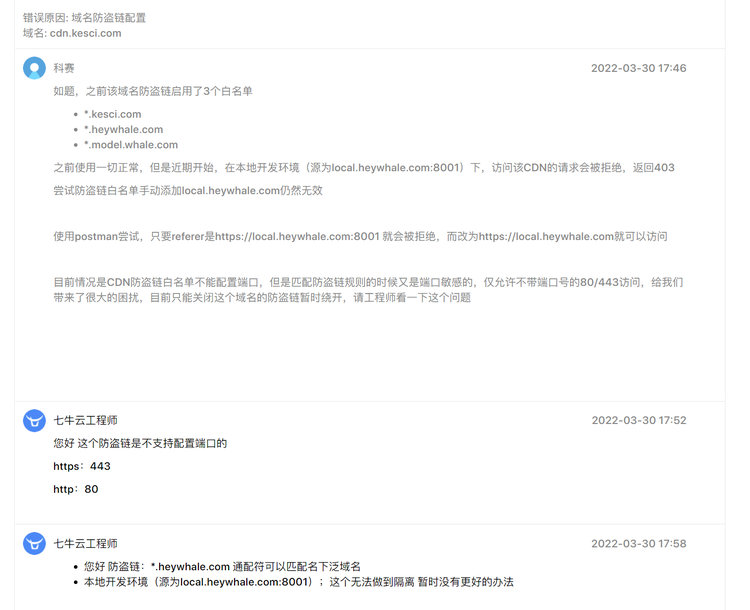 错误原因: 域名防盗链配置
域名: cdn.kesci.com
科赛
2022-03-30 17:46
如题，之前该域名防盗链启用了3个白名单
• *.kesci.com
• *.heywhale.com
• *.model.whale.com
之前使用一切正常，但是近期开始，在本地开发环境（源为local.heywhale.com:8001）下，访问该CDN的请求会被拒绝，返回403
尝试防盗链白名单手动添加local.heywhale.com仍然无效
使用postman尝试，只要referer是https://local.heywhale.com:8001 就会被拒绝，而改为https://local.heywhale.com就可以访问
目前情况是CDN防盗链白名单不能配置端口，但是匹配防盗链规则的时候又是端口敏感的，仅允许不带端口号的80/443访问，给我们
带来了很大的困扰，目前只能关闭这个域名的防盗链暂时绕开，请工程师看一下这个问题
七牛云工程师
2022-03-30 17:52
您好 这个防盗链是不支持配置端口的
https：443
http：80
七牛云工程师
2022-03-30 17:58
• 您好 防盗链：*.heywhale.com 通配符可以匹配名下泛域名
• 本地开发环境（源为local.heywhale.com:8001）；这个无法做到隔离 暂时没有更好的办法